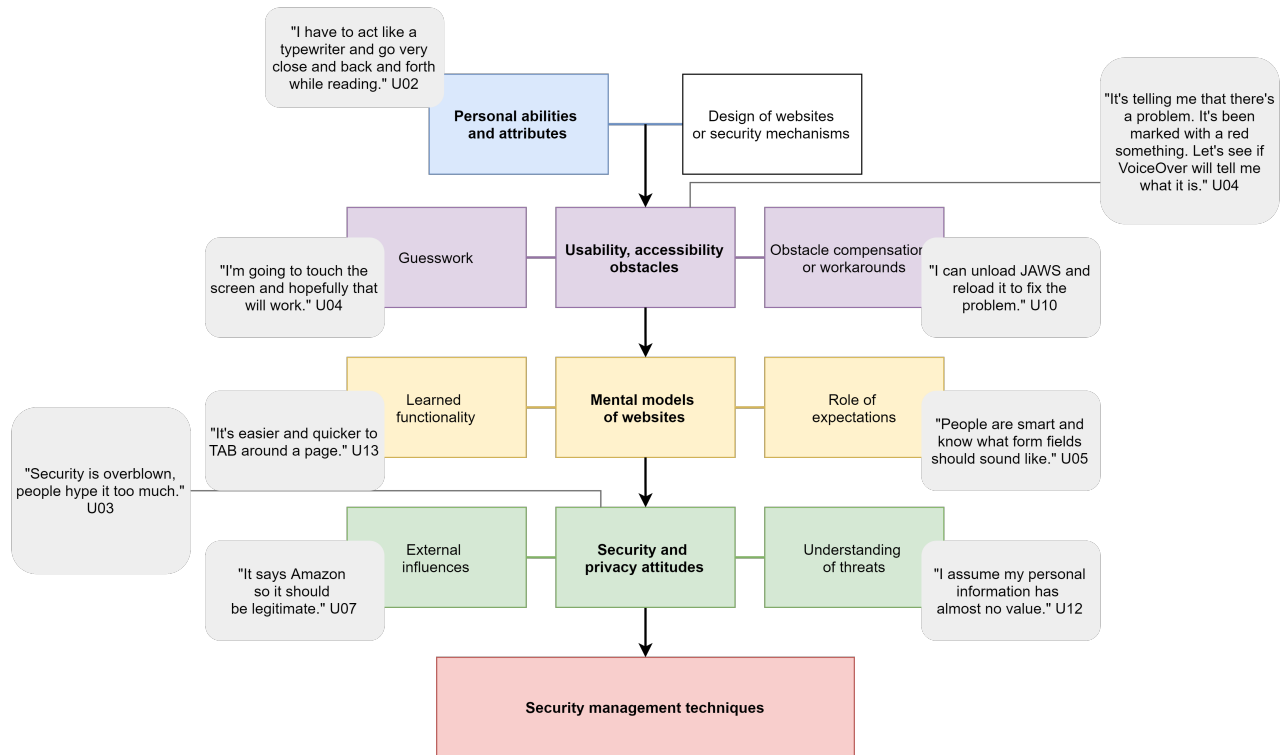 "I have to act like a
typewriter and go very
close and back and forth
while reading." U02
Personal abilities
and attributes
Design of websites
or security mechanisms
"It's telling me that there's
a problem. It's been
marked with a red
something. Let's see if
VoiceOver will tell me
what it is." U04
Guesswork
Usability, accessibility
obstacles
Obstacle compensation
or workarounds
"I'm going to touch the
screen and hopefully that
will work." U04
"I can unload JAWS and
reload it to fix the
problem." U10
Learned
functionality
Mental models
of websites
Role of
expectations
"It's easier and quicker to
TAB around a page." U13
"People are smart and
know what form fields
should sound like." U05
"Security is overblown,
people hype it too much."
U03
External
influences
Security and
privacy attitudes
Understanding
of threats
"It says Amazon
so it should
be legitimate." U07
"I assume my personal
information has
almost no value." U12
Security management techniques